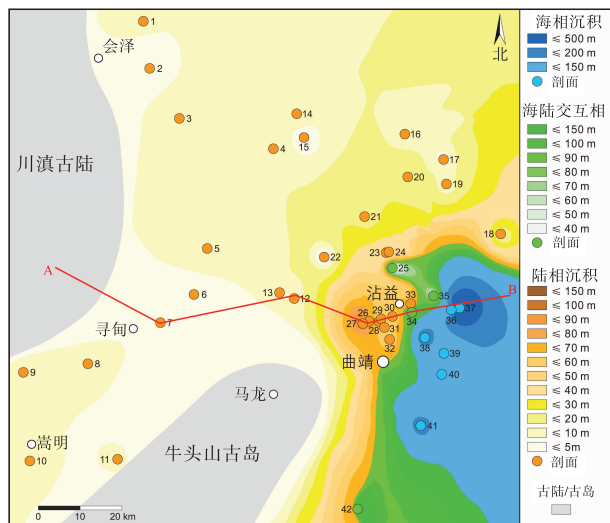 1
会泽
2
3
14
15
4
16
17
20
19
川滇古陆
21
18
5
22
23
24
25
A
6
13
12
沾益
33
35
B
寻甸
7
26
29
30
34
36
37
27
28
31
32
38
曲靖
39
8
9
马龙
40
嵩明
10
11
牛头山古岛
41
42
0 10 20 km
北
海相沉积
≤ 500 m
≤ 200 m
≤ 150 m
剖面
海陆交互相
≤ 150 m
≤ 100 m
≤ 90 m
≤ 80 m
≤ 70 m
≤ 60 m
≤ 50 m
≤ 40 m
剖面
陆相沉积
≤ 150 m
≤ 100 m
≤ 90 m
≤ 80 m
≤ 70 m
≤ 60 m
≤ 50 m
≤ 40 m
≤ 30 m
≤ 20 m
≤ 10 m
≤ 5m
剖面
古陆/古岛